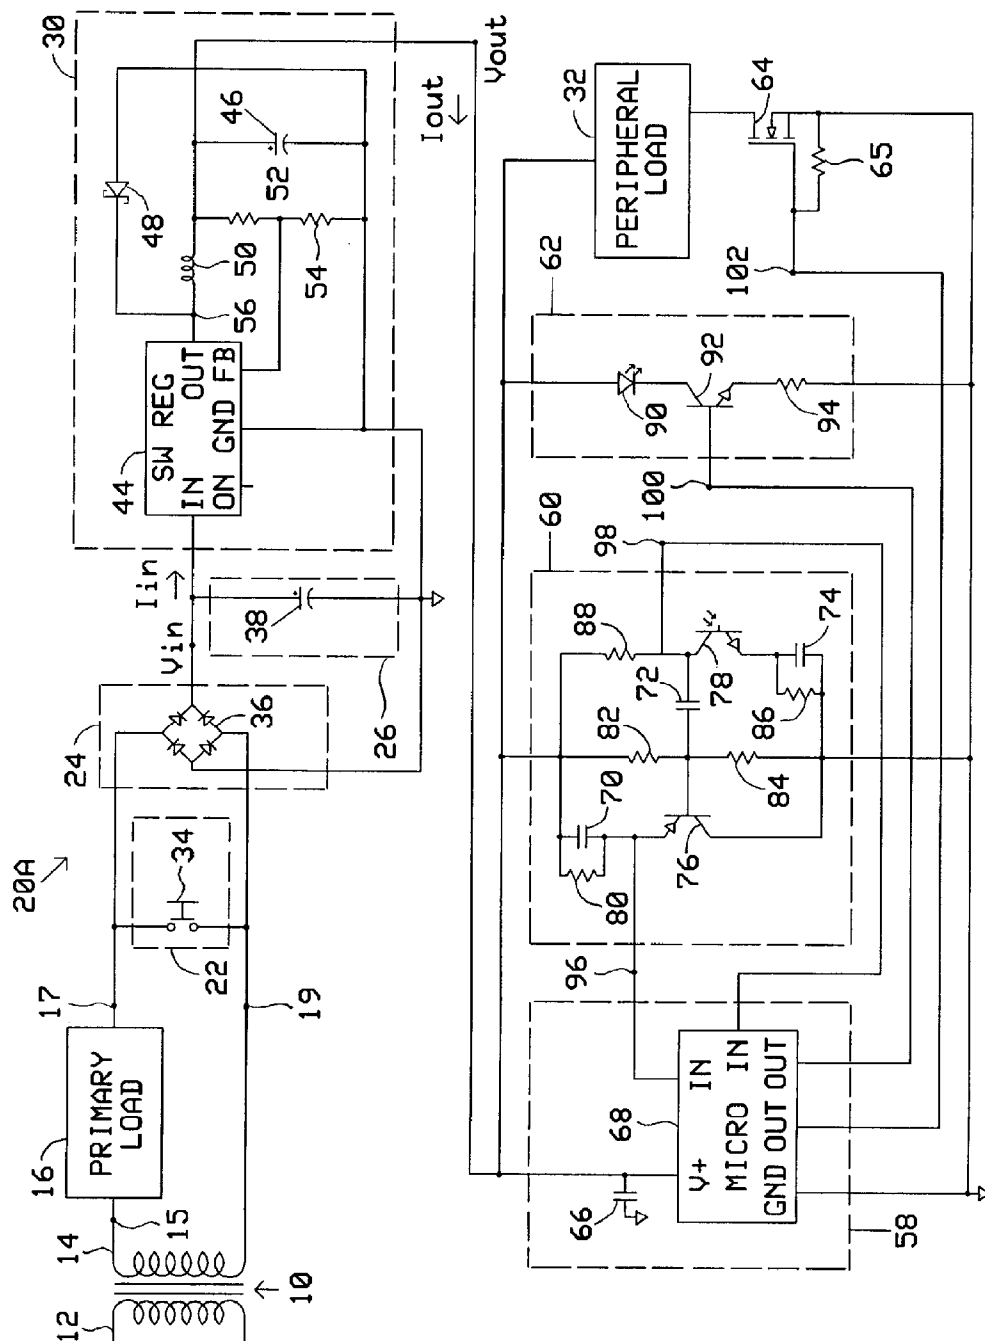 20A
12
14
10
15
16
PRIMARY
LOAD
17
19
22
34
24
36
Vin
Iin
26
38
30
44
SW REG
IN
OUT
ON
GND
FB
56
48
50
54
52
46
Iout
Vout
58
66
68
V+
IN
MICRO
IN
GND
OUT
OUT
96
60
80
70
76
82
84
72
88
78
86
74
98
100
62
90
92
94
102
32
PERIPHERAL
LOAD
64
65